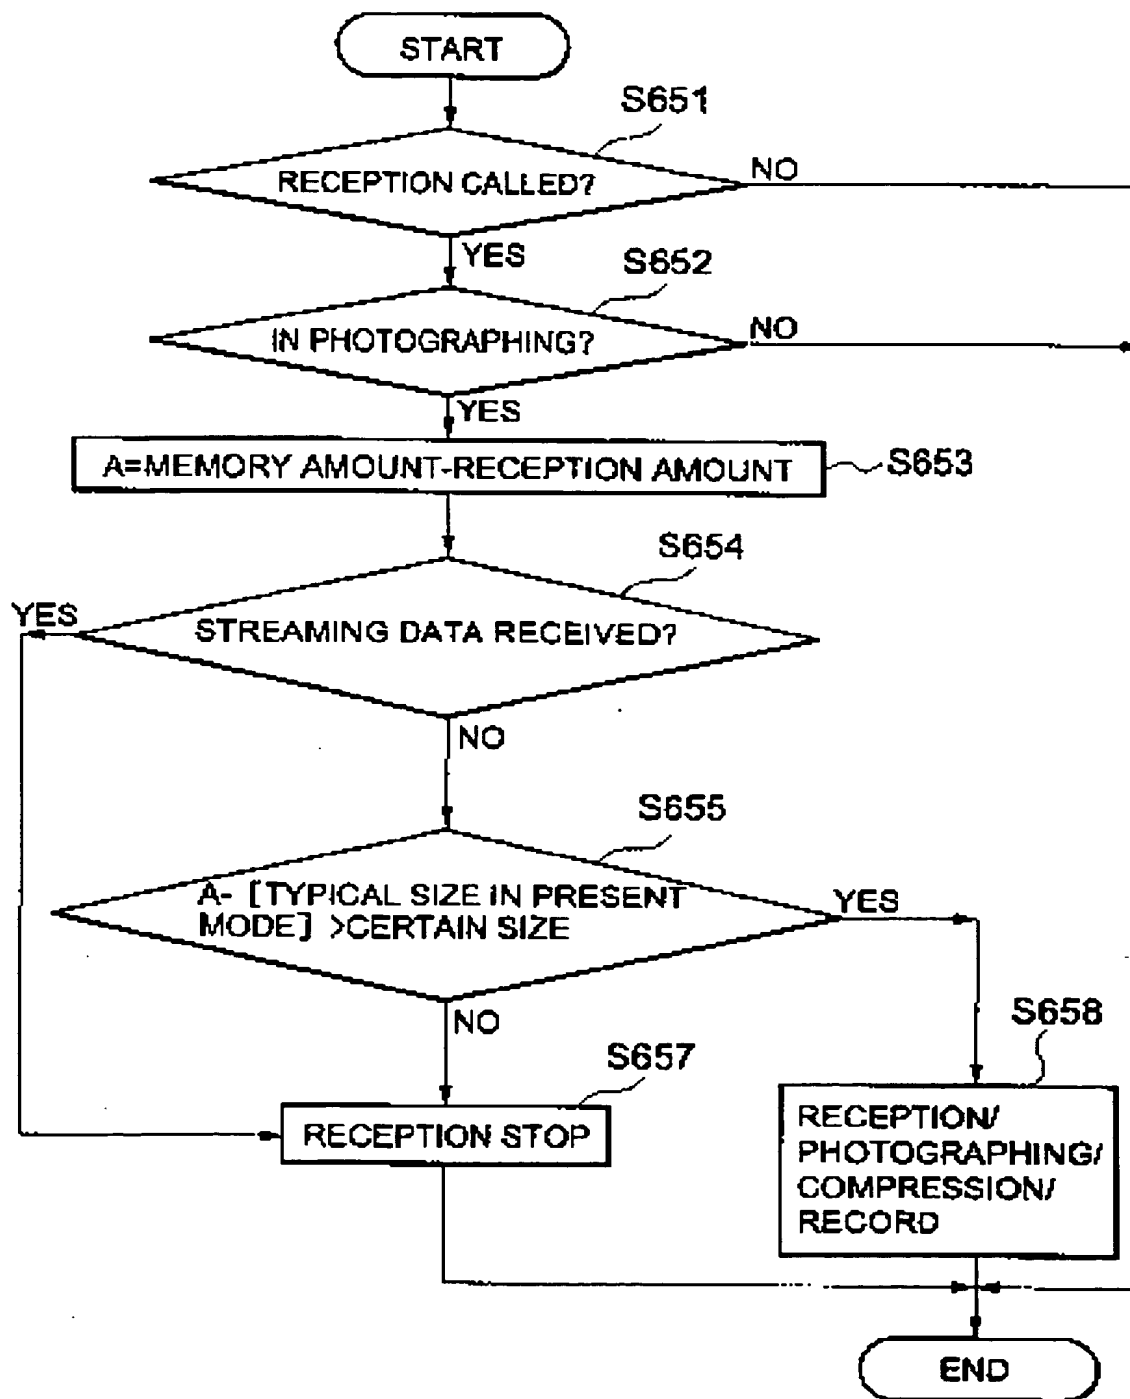 START
S651
RECEPTION CALLED?
NO
YES
S652
IN PHOTOGRAPHING?
NO
YES
A=MEMORY AMOUNT-RECEPTION AMOUNT
S653
S654
YES
STREAMING DATA RECEIVED?
NO
S655
A- [TYPICAL SIZE IN PRESENT
MODE] >CERTAIN SIZE
YES
NO
S658
S657
RECEPTION STOP
RECEPTION/
PHOTOGRAPHING/
COMPRESSION/
RECORD
END